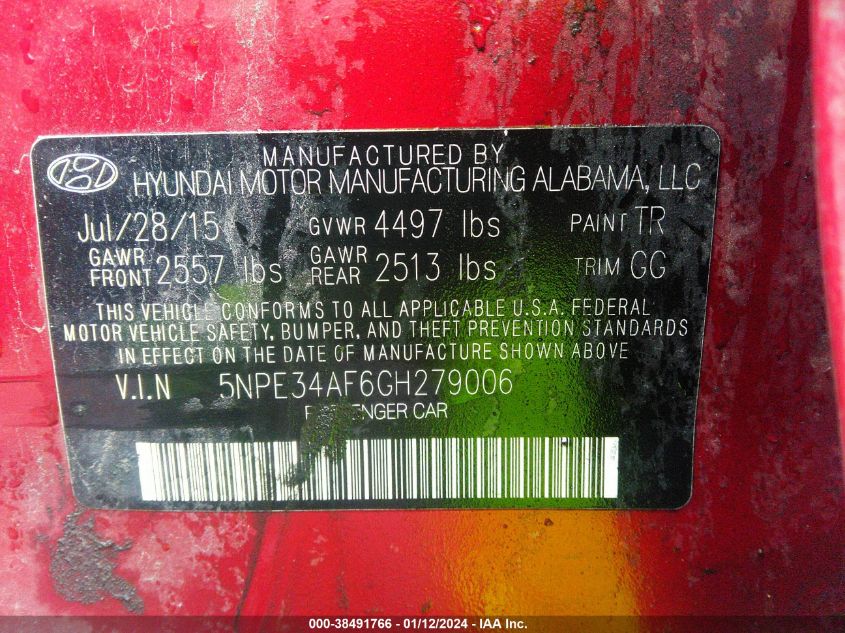 MANUFACTURED BY
HYUNDAI MOTOR MANUFACTURING ALABAMA, LLC
Jul/28/15 GVWR 4497 lbs PAINT TR
GAWR FRONT 2557 lbs GAWR REAR 2513 lbs TRIM GG
THIS VEHICLE CONFORMS TO ALL APPLICABLE U.S.A. FEDERAL
MOTOR VEHICLE SAFETY, BUMPER, AND THEFT PREVENTION STANDARDS
IN EFFECT ON THE DATE OF MANUFACTURE SHOWN ABOVE
V.I.N 5NPE34AF6GH279006
PASSENGER CAR
000-38491766 - 01/12/2024 - IAA Inc.